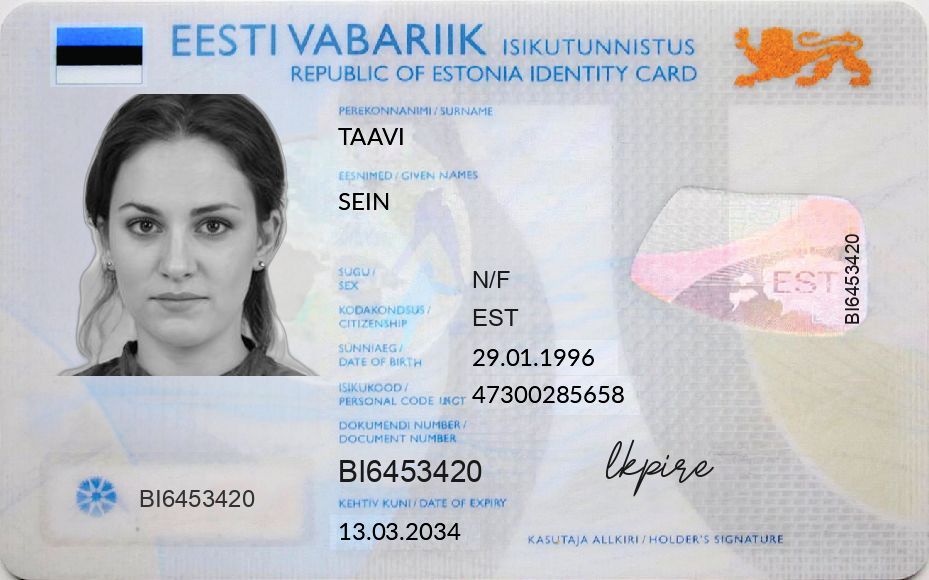 EESTI VABARIIK ISIKUTUNNISTUS
REPUBLIC OF ESTONIA IDENTITY CARD
PEREKONNANIMI / SURNAME
TAAVI
EESNIMED / GIVEN NAMES
SEIN
SUGU /
SEX
N/F
KODAKONDSUS /
CITIZENSHIP
EST
SÜNNIAEG /
DATE OF BIRTH
29.01.1996
ISIKUKOOD /
PERSONAL CODE
47300285658
DOKUMENDI NUMBER /
DOCUMENT NUMBER
BI6453420
KEHTIV KUNI / DATE OF EXPIRY
13.03.2034
BI6453420
EST
BI6453420
lkpire
KASUTAJA ALLKIRI / HOLDER'S SIGNATURE